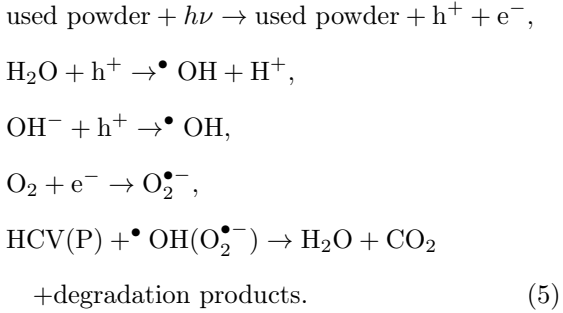 used powder + hν → used powder + h⁺ + e⁻,
H₂O + h⁺ →• OH + H⁺,
OH⁻ + h⁺ →• OH,
O₂ + e⁻ → O₂•⁻,
HCV(P) +• OH(O₂•⁻) → H₂O + CO₂
+degradation products. (5)